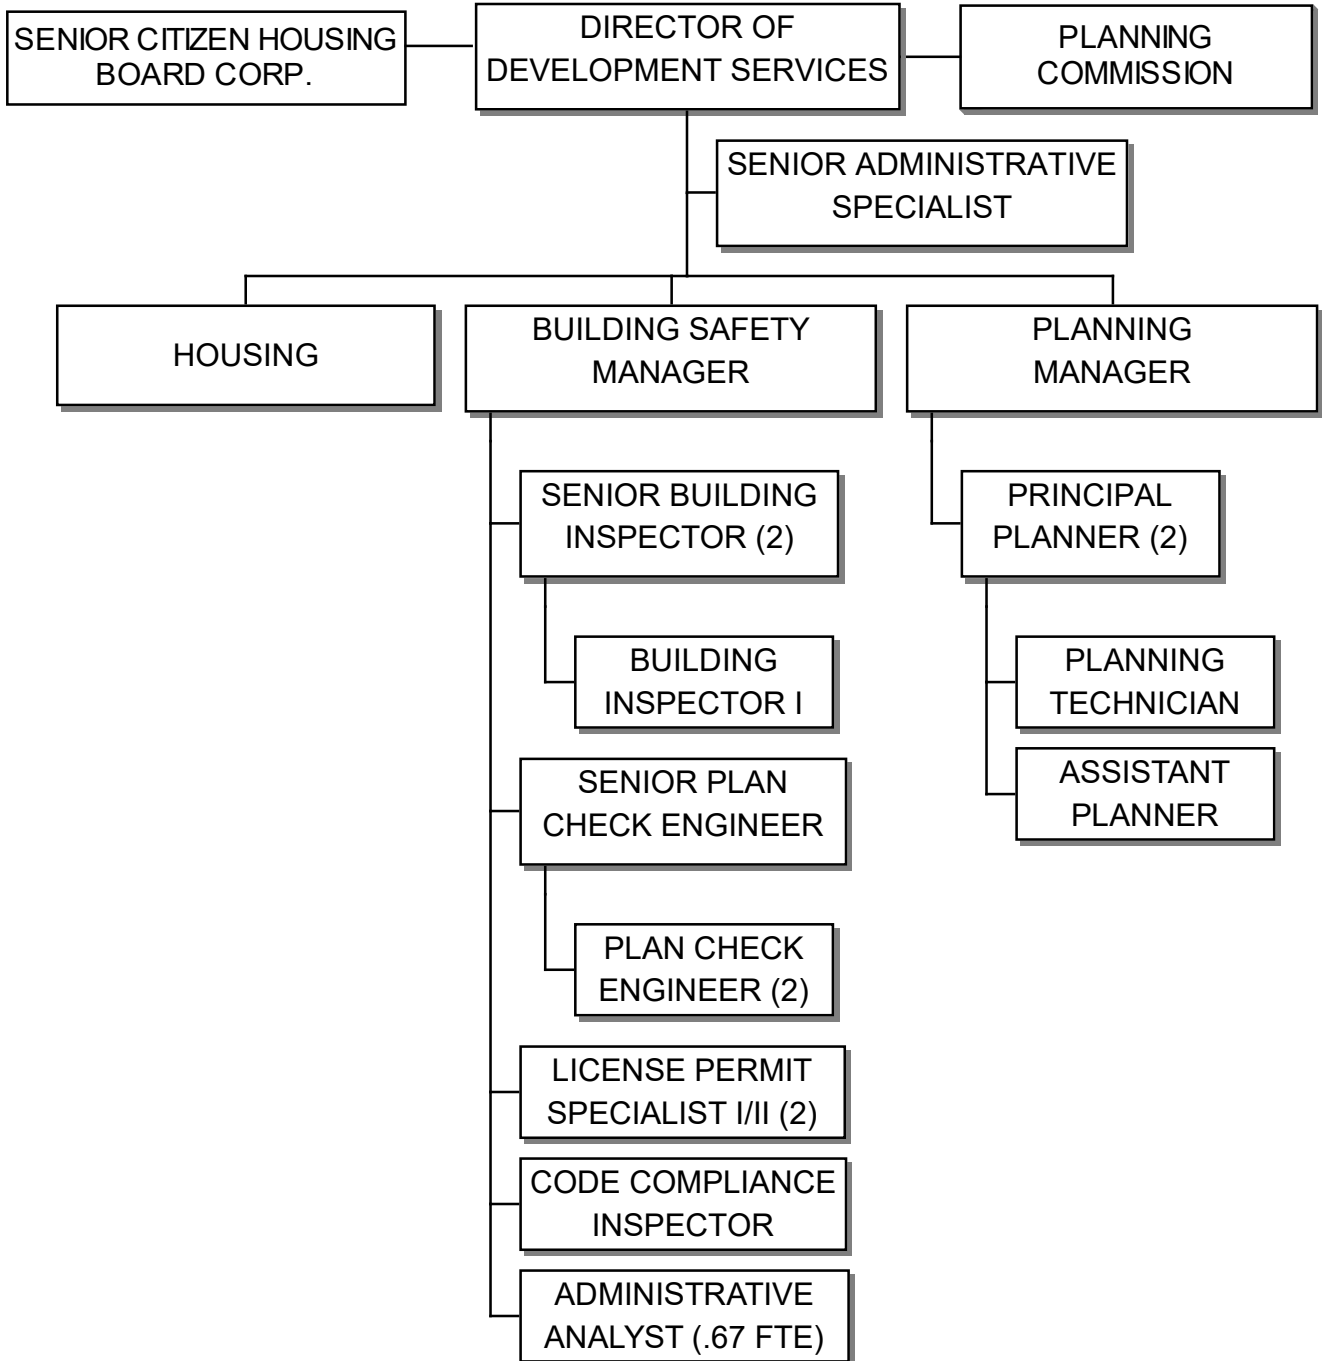 SENIOR CITIZEN HOUSING
BOARD CORP.
DIRECTOR OF
DEVELOPMENT SERVICES
PLANNING
COMMISSION
SENIOR ADMINISTRATIVE
SPECIALIST
HOUSING
BUILDING SAFETY
MANAGER
PLANNING
MANAGER
SENIOR BUILDING
INSPECTOR (2)
BUILDING
INSPECTOR I
SENIOR PLAN
CHECK ENGINEER
PLAN CHECK
ENGINEER (2)
LICENSE PERMIT
SPECIALIST I/II (2)
CODE COMPLIANCE
INSPECTOR
ADMINISTRATIVE
ANALYST (.67 FTE)
PRINCIPAL
PLANNER (2)
PLANNING
TECHNICIAN
ASSISTANT
PLANNER